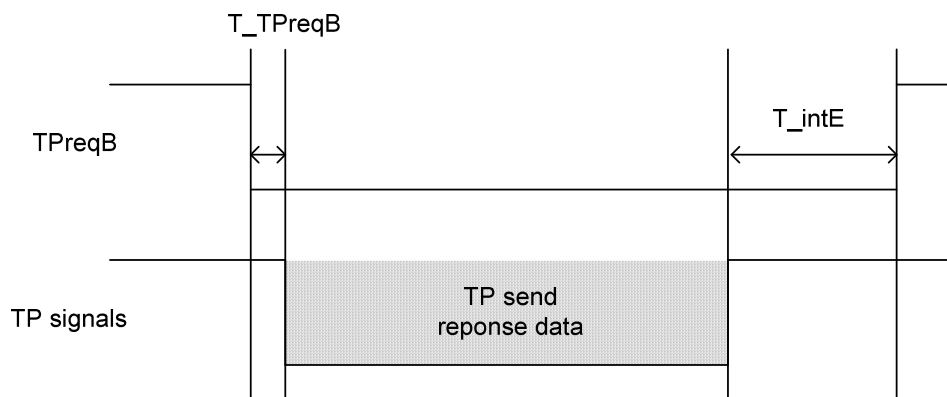 T_TPreqB
T_intE
TPreqB
TP send
reponse data
TP signals